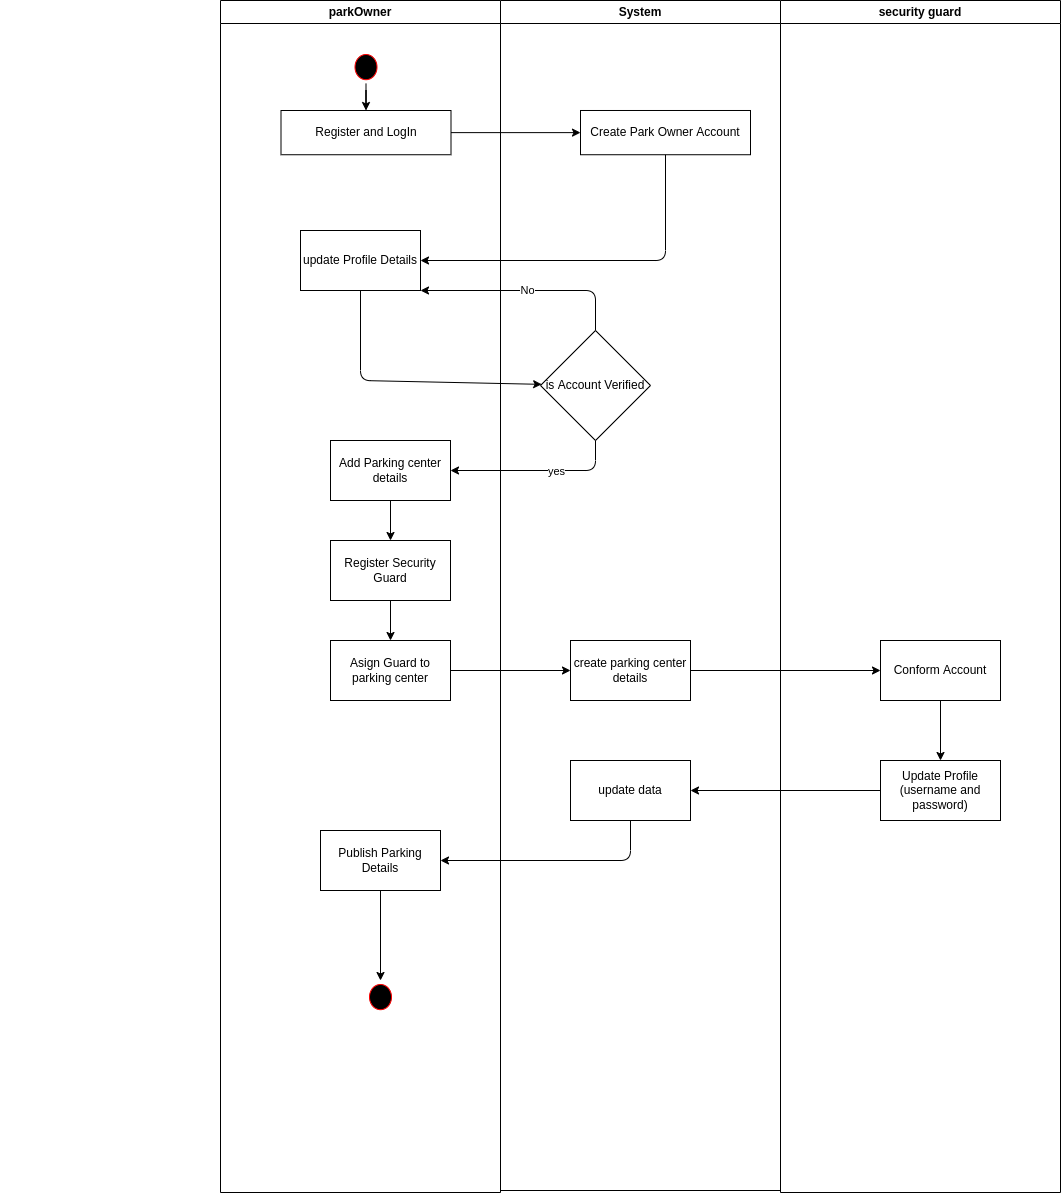 parkOwner
System
security guard
Register and LogIn
Create Park Owner Account
update Profile Details
No
is Account Verified
yes
Add Parking center
details
Register Security
Guard
Asign Guard to
parking center
create parking center
details
Conform Account
update data
Update Profile
(username and
password)
Publish Parking
Details